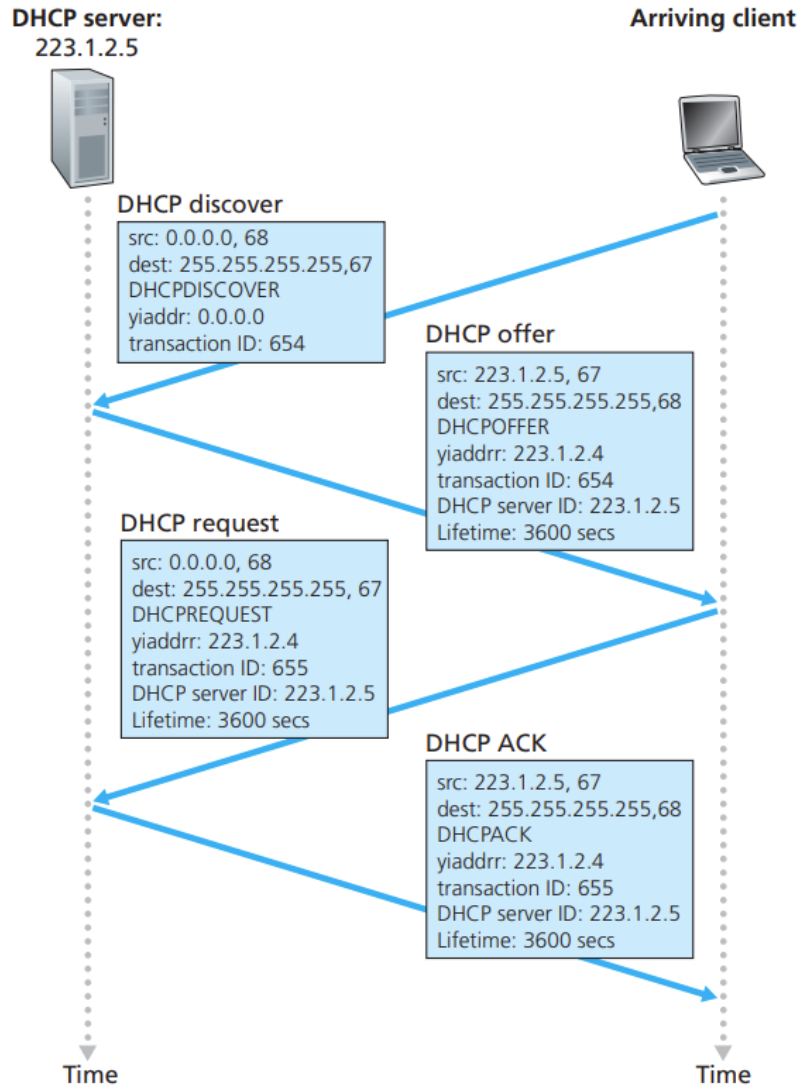 DHCP server:
223.1.2.5
Arriving client
DHCP discover
src: 0.0.0.0, 68
dest: 255.255.255.255,67
DHCPDISCOVER
yiaddr: 0.0.0.0
transaction ID: 654
DHCP offer
src: 223.1.2.5, 67
dest: 255.255.255.255,68
DHCPOFFER
yiaddrr: 223.1.2.4
transaction ID: 654
DHCP server ID: 223.1.2.5
Lifetime: 3600 secs
DHCP request
src: 0.0.0.0, 68
dest: 255.255.255.255, 67
DHCPREQUEST
yiaddrr: 223.1.2.4
transaction ID: 655
DHCP server ID: 223.1.2.5
Lifetime: 3600 secs
DHCP ACK
src: 223.1.2.5, 67
dest: 255.255.255.255,68
DHCPACK
yiaddrr: 223.1.2.4
transaction ID: 655
DHCP server ID: 223.1.2.5
Lifetime: 3600 secs
Time
Time